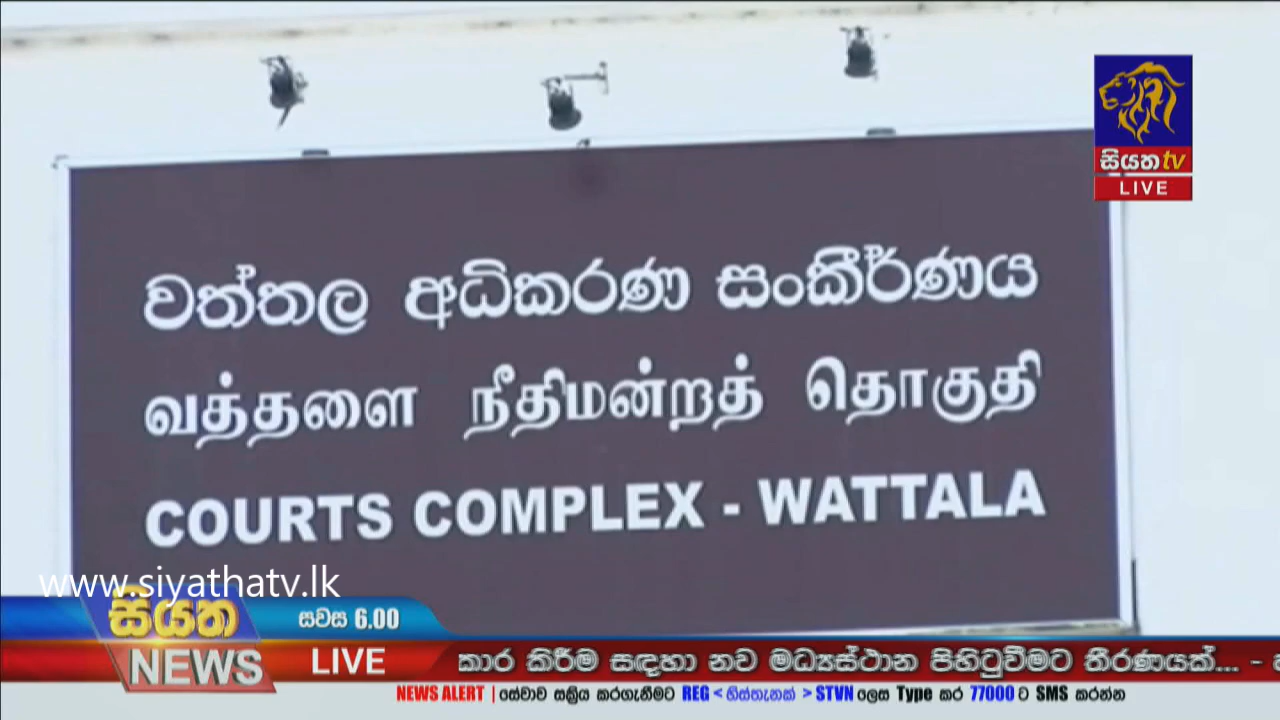 සියත tv
LIVE
වත්තල අධිකරණ සංකීර්ණය
வத்தளை நீதிமன்றத் தொகுதி
COURTS COMPLEX - WATTALA
www.siyathatv.lk
සියත
සවස 6.00
NEWS
LIVE
කාර කිරීම සඳහා නව මධ්‍යස්ථාන පිහිටුවීමට තීරණයක්... -
NEWS ALERT | සේවාව සක්‍රීය කරගැනීමට REG < හිස්තැනක් > STVN ලෙස Type කර 77000 ට SMS කරන්න